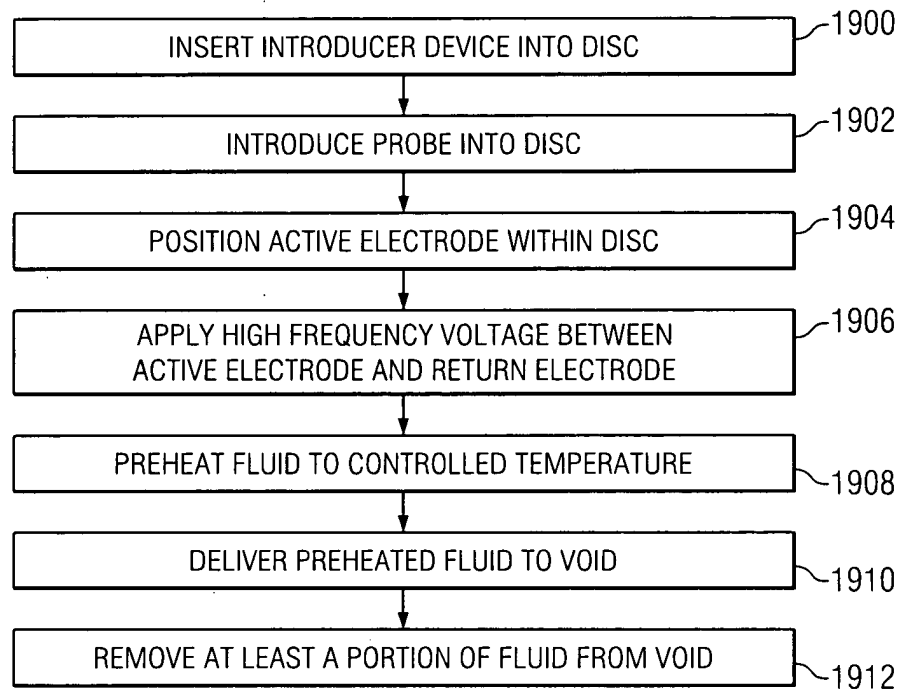 INSERT INTRODUCER DEVICE INTO DISC
1900
INTRODUCE PROBE INTO DISC
1902
POSITION ACTIVE ELECTRODE WITHIN DISC
1904
APPLY HIGH FREQUENCY VOLTAGE BETWEEN
ACTIVE ELECTRODE AND RETURN ELECTRODE
1906
PREHEAT FLUID TO CONTROLLED TEMPERATURE
1908
DELIVER PREHEATED FLUID TO VOID
1910
REMOVE AT LEAST A PORTION OF FLUID FROM VOID
1912